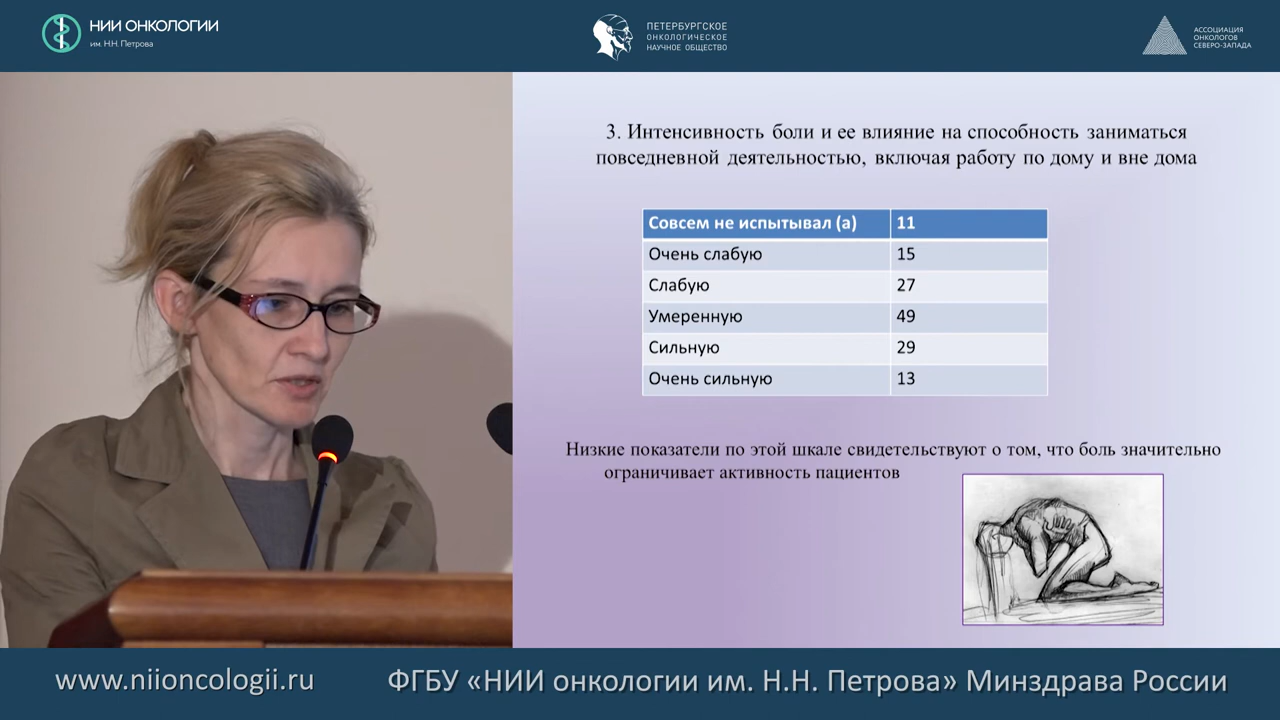 НИИ ОНКОЛОГИИ
им. Н.Н. Петрова
ПЕТЕРБУРГСКОЕ
ОНКОЛОГИЧЕСКОЕ
НАУЧНОЕ ОБЩЕСТВО
АССОЦИАЦИЯ
ОНКОЛОГОВ
СЕВЕРО-ЗАПАДА
3. Интенсивность боли и ее влияние на способность заниматься
повседневной деятельностью, включая работу по дому и вне дома
Совсем не испытывал (а) 11
Очень слабую 15
Слабую 27
Умеренную 49
Сильную 29
Очень сильную 13
Низкие показатели по этой шкале свидетельствуют о том, что боль значительно
ограничивает активность пациентов
www.niioncologii.ru ФГБУ «НИИ онкологии им. Н.Н. Петрова» Минздрава России